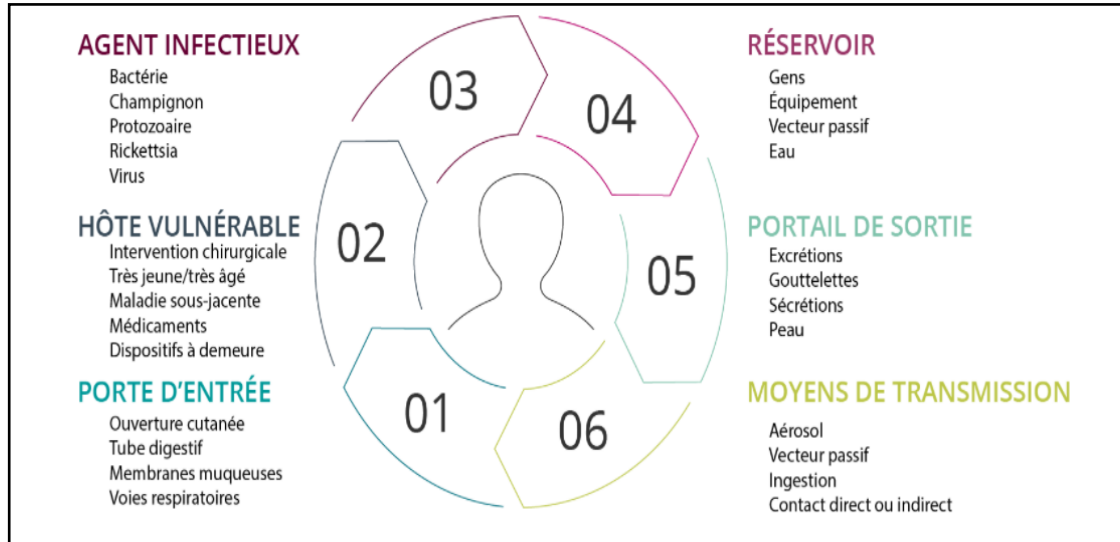 AGENT INFECTIEUX
Bactérie
Champignon
Protozoaire
Rickettsia
Virus
HÔTE VULNÉRABLE
Intervention chirurgicale
Très jeune/très âgé
Maladie sous-jacente
Médicaments
Dispositifs à demeure
PORTE D'ENTRÉE
Ouverture cutanée
Tube digestif
Membranes muqueuses
Voies respiratoires
03
04
02
05
01
06
RÉSERVOIR
Gens
Équipement
Vecteur passif
Eau
PORTAIL DE SORTIE
Excrétions
Gouttelettes
Sécrétions
Peau
MOYENS DE TRANSMISSION
Aérosol
Vecteur passif
Ingestion
Contact direct ou indirect